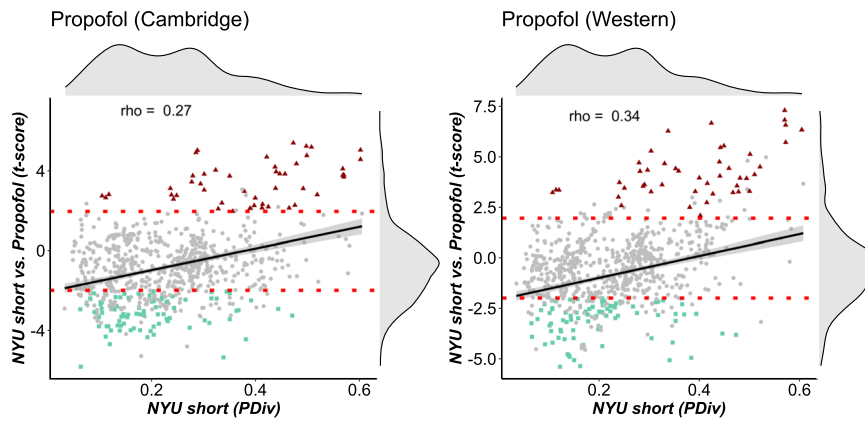 Propofol (Cambridge)
rho = 0.27
NYU short vs. Propofol (t-score)
4
0
-4
0.2
0.4
0.6
NYU short (PDiv)
Propofol (Western)
rho = 0.34
NYU short vs. Propofol (t-score)
7.5
5.0
2.5
0.0
-2.5
-5.0
0.2
0.4
0.6
NYU short (PDiv)